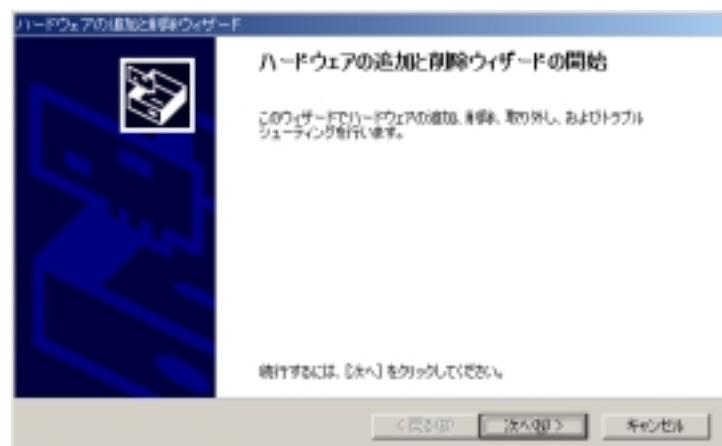 ハードウェアの追加と削除ウィザード
ハードウェアの追加と削除ウィザードの開始
このウィザードでハードウェアの追加、削除、取り外し、およびトラブル
シューティングを行います。
続行するには、[次へ] をクリックしてください。
< 戻る(B) 次へ(N) > キャンセル